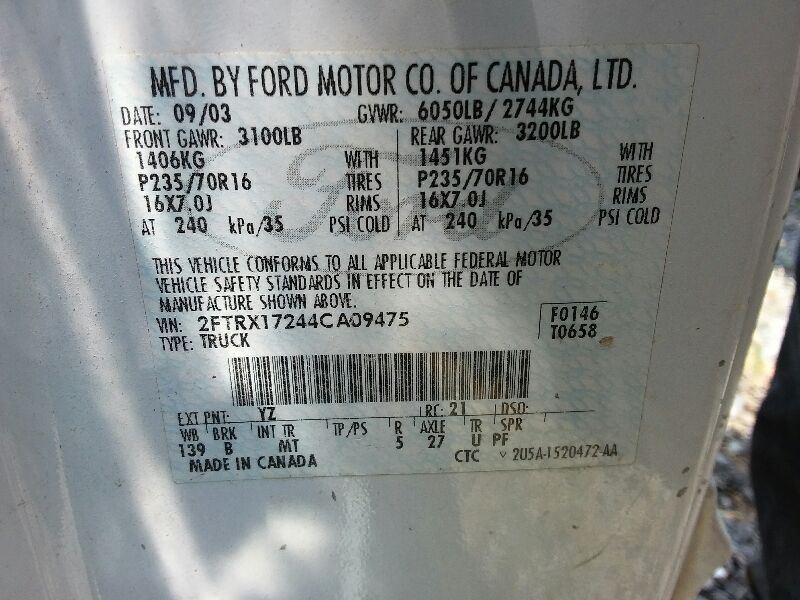 MFD. BY FORD MOTOR CO. OF CANADA, LTD.
DATE: 09/03 GVWR: 6050LB/ 2744KG
FRONT GAWR: 3100LB REAR GAWR: 3200LB
1406KG WITH 1451KG WITH
P235/70R16 TIRES P235/70R16 TIRES
16X7.0J RIMS 16X7.0J RIMS
AT 240 kPa/35 PSI COLD AT 240 kPa/35 PSI COLD
Ford
THIS VEHICLE CONFORMS TO ALL APPLICABLE FEDERAL MOTOR
VEHICLE SAFETY STANDARDS IN EFFECT ON THE DATE OF
MANUFACTURE SHOWN ABOVE.
VIN: 2FTRX17244CA09475 F0146
TYPE: TRUCK T0658
EXT PNT: YZ RC: 21 DSO:
WB BRK INT TR TP/PS R AXLE TR SPR
139 B MT 5 27 U PF
MADE IN CANADA CTC 2U5A-1520472-AA